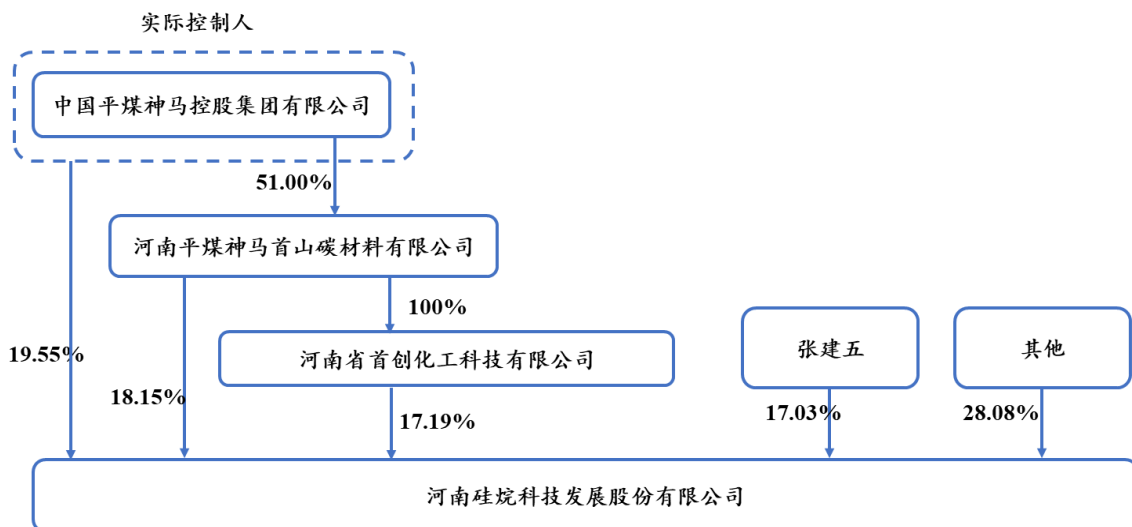 实际控制人
中国平煤神马控股集团有限公司
51.00%
河南平煤神马首山碳材料有限公司
100%
19.55%
河南省首创化工科技有限公司
张建五
其他
18.15%
17.19%
17.03%
28.08%
河南硅烷科技发展股份有限公司